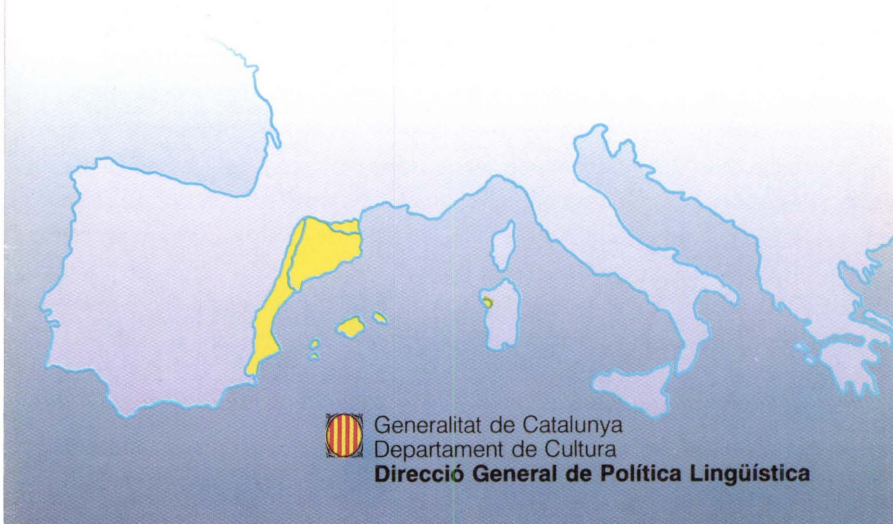 Generalitat de Catalunya
Departament de Cultura
Direcció General de Política Lingüística